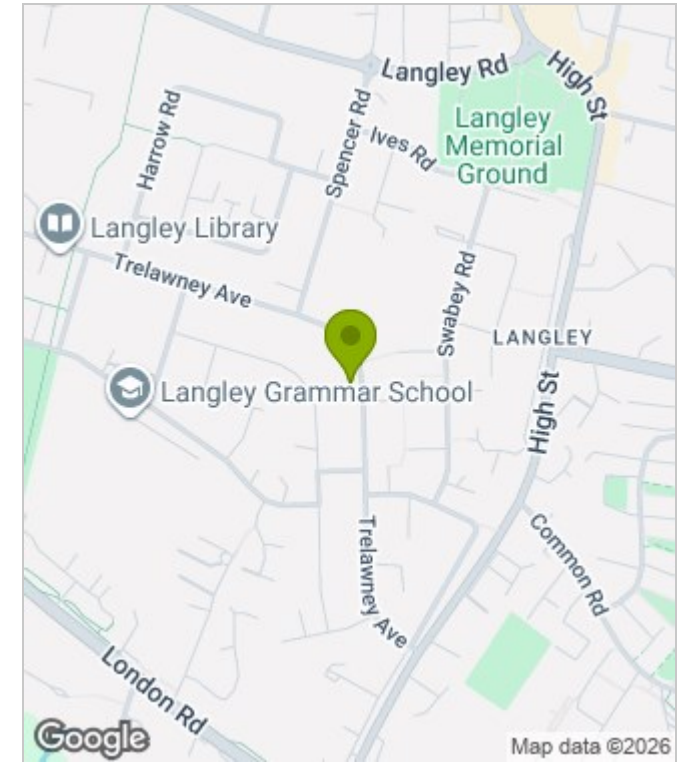 Langley Rd
High St
Harrow Rd
Spencer Rd
Ives Rd
Langley
Memorial
Ground
Langley Library
Trelawney Ave
Swabey Rd
LANGLEY
Langley Grammar School
High St
Trelawney Ave
Common Rd
London Rd
Google
Map data ©2026